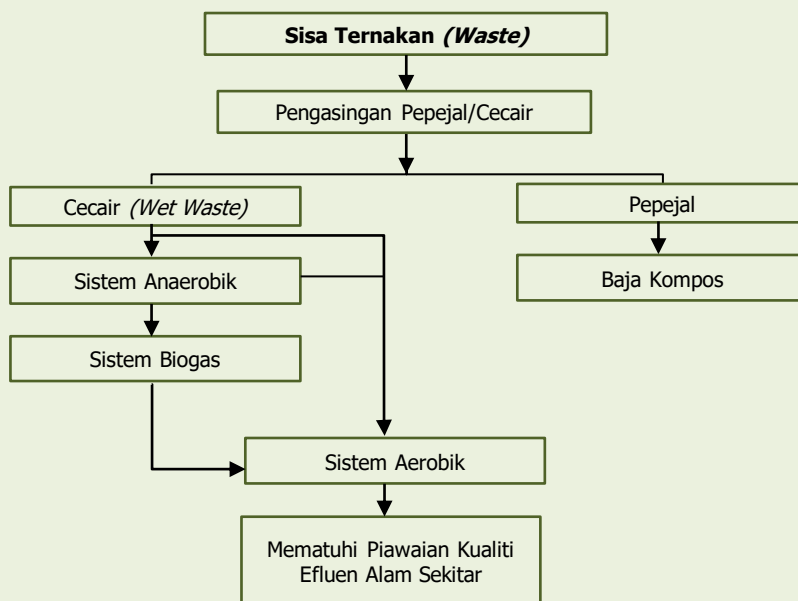 Sisa Ternakan (Waste)
Pengasingan Pepejal/Cecair
Cecair (Wet Waste)
Pepejal
Sistem Anaerobik
Baja Kompos
Sistem Biogas
Sistem Aerobik
Mematuhi Piawaian Kualiti
Efluen Alam Sekitar